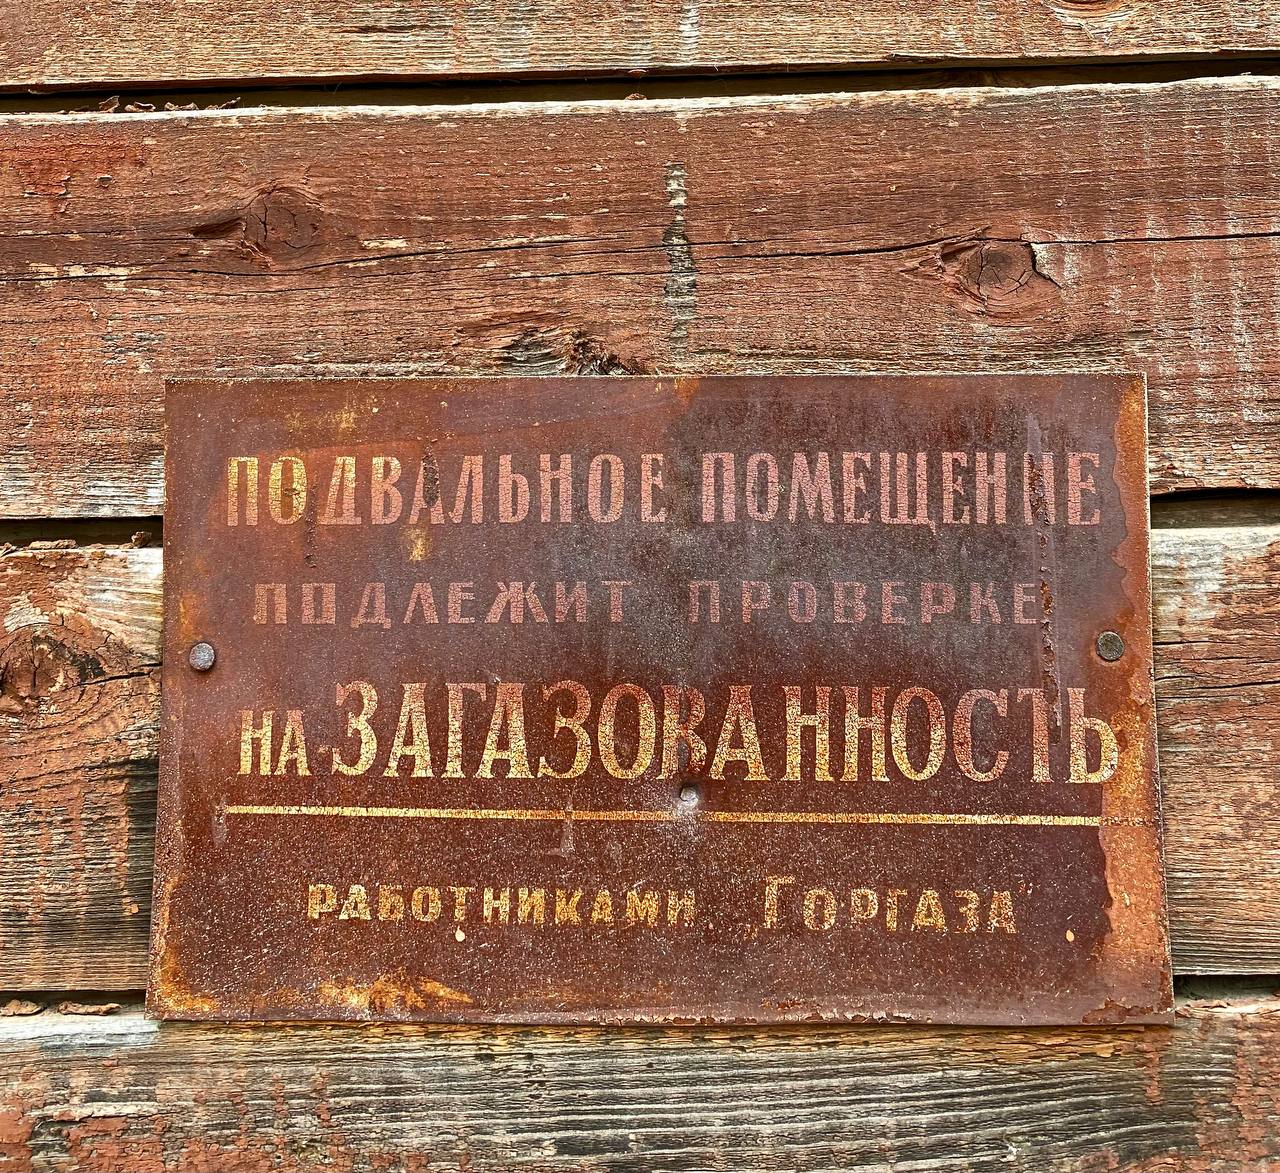 ПОДВАЛЬНОЕ ПОМЕЩЕНИЕ
ПОДЛЕЖИТ ПРОВЕРКЕ
НА ЗАГАЗОВАННОСТЬ
РАБОТНИКАМИ "ГОРГАЗА"